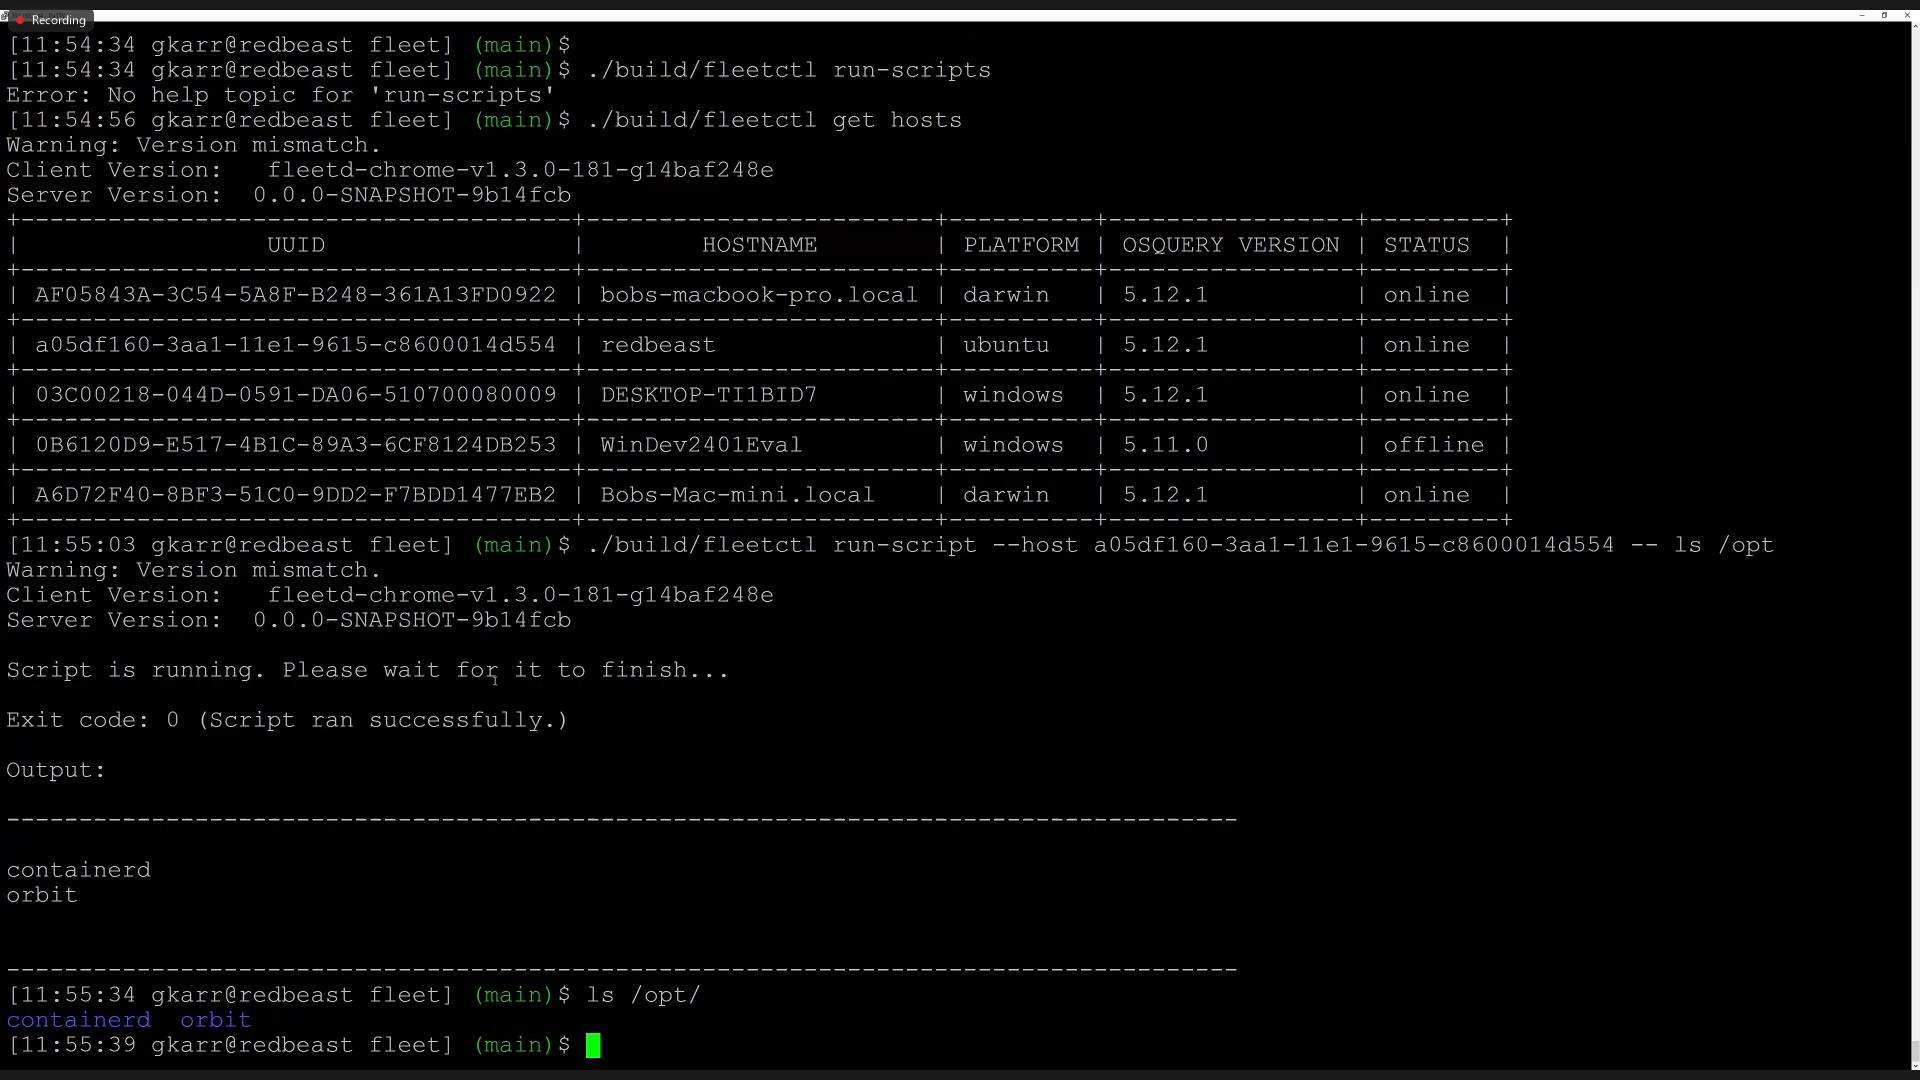 Recording
[11:54:34 gkarr@redbeast fleet] (main)$
[11:54:34 gkarr@redbeast fleet] (main)$ ./build/fleetctl run-scripts
Error: No help topic for 'run-scripts'
[11:54:56 gkarr@redbeast fleet] (main)$ ./build/fleetctl get hosts
Warning: Version mismatch.
Client Version:   fleetd-chrome-v1.3.0-181-g14baf248e
Server Version:  0.0.0-SNAPSHOT-9b14fcb
+--------------------------------------+------------------------+----------+-----------------+---------+
|                 UUID                 |        HOSTNAME        | PLATFORM | OSQUERY VERSION | STATUS  |
+--------------------------------------+------------------------+----------+-----------------+---------+
| AF05843A-3C54-5A8F-B248-361A13FD0922 | bobs-macbook-pro.local | darwin   | 5.12.1          | online  |
+--------------------------------------+------------------------+----------+-----------------+---------+
| a05df160-3aa1-11e1-9615-c8600014d554 | redbeast               | ubuntu   | 5.12.1          | online  |
+--------------------------------------+------------------------+----------+-----------------+---------+
| 03C00218-044D-0591-DA06-510700080009 | DESKTOP-TI1BID7        | windows  | 5.12.1          | online  |
+--------------------------------------+------------------------+----------+-----------------+---------+
| 0B6120D9-E517-4B1C-89A3-6CF8124DB253 | WinDev2401Eval         | windows  | 5.11.0          | offline |
+--------------------------------------+------------------------+----------+-----------------+---------+
| A6D72F40-8BF3-51C0-9DD2-F7BDD1477EB2 | Bobs-Mac-mini.local    | darwin   | 5.12.1          | online  |
+--------------------------------------+------------------------+----------+-----------------+---------+
[11:55:03 gkarr@redbeast fleet] (main)$ ./build/fleetctl run-script --host a05df160-3aa1-11e1-9615-c8600014d554 -- ls /opt
Warning: Version mismatch.
Client Version:   fleetd-chrome-v1.3.0-181-g14baf248e
Server Version:  0.0.0-SNAPSHOT-9b14fcb
Script is running. Please wait for it to finish...
Exit code: 0 (Script ran successfully.)
Output:
-------------------------------------------------------------------------------------
containerd
orbit
-------------------------------------------------------------------------------------
[11:55:34 gkarr@redbeast fleet] (main)$ ls /opt/
containerd  orbit
[11:55:39 gkarr@redbeast fleet] (main)$